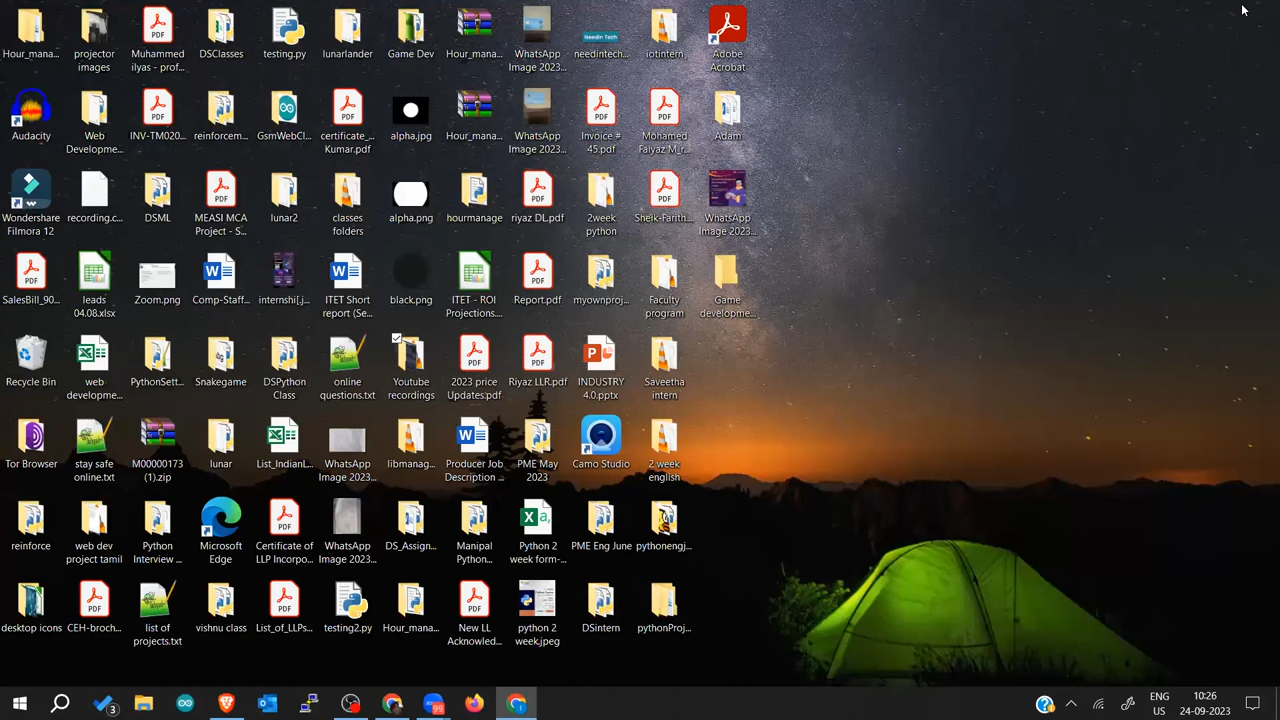 Hour_mana...
projector
images
Muhammed
ilyas - prof...
DSClasses
testing.py
lunarlander
Game Dev
Hour_mana...
WhatsApp
Image 2023...
Needin Tech
needintech...
iotintern
Adobe
Acrobat
Audacity
Web
Developme...
INV-TM020...
reinforcem...
GsmWebCl...
certificate_...
Kumar.pdf
alpha.jpg
Hour_mana...
WhatsApp
Image 2023...
Invoice #
45.pdf
Mohamed
Faiyaz M_r...
Adam
Wondershare
Filmora 12
recording.c...
DSML
MEASI MCA
Project - S...
lunar2
classes
folders
alpha.png
hourmanage
riyaz DL.pdf
2week
python
Sheik-Farith...
WhatsApp
Image 2023...
SalesBill_90...
leads
04.08.xlsx
Zoom.png
Comp-Staff...
internshi[.j...
ITET Short
report (Se...
black.png
ITET - ROI
Projections....
Report.pdf
myownproj...
Faculty
program
Game
developme...
Recycle Bin
web
developme...
PythonSett...
Snakegame
DSPython
Class
online
questions.txt
Youtube
recordings
2023 price
Updates.pdf
Riyaz LLR.pdf
INDUSTRY
4.0.pptx
Saveetha
intern
Tor Browser
stay safe
online.txt
M00000173
(1).zip
lunar
List_IndianL...
WhatsApp
Image 2023...
libmanag...
Producer Job
Description ...
PME May
2023
Camo Studio
2 week
english
reinforce
web dev
project tamil
Python
Interview ...
Microsoft
Edge
Certificate of
LLP Incorpo...
WhatsApp
Image 2023...
DS_Assign...
Manipal
Python...
Python 2
week form-...
PME Eng June
pythonengj...
desktop icons
CEH-broch...
list of
projects.txt
vishnu class
List_of_LLPs...
testing2.py
Hour_mana...
New LL
Acknowled...
python 2
week.jpeg
DSintern
pythonProj...
3
99
ENG
US
10:26
24-09-2023